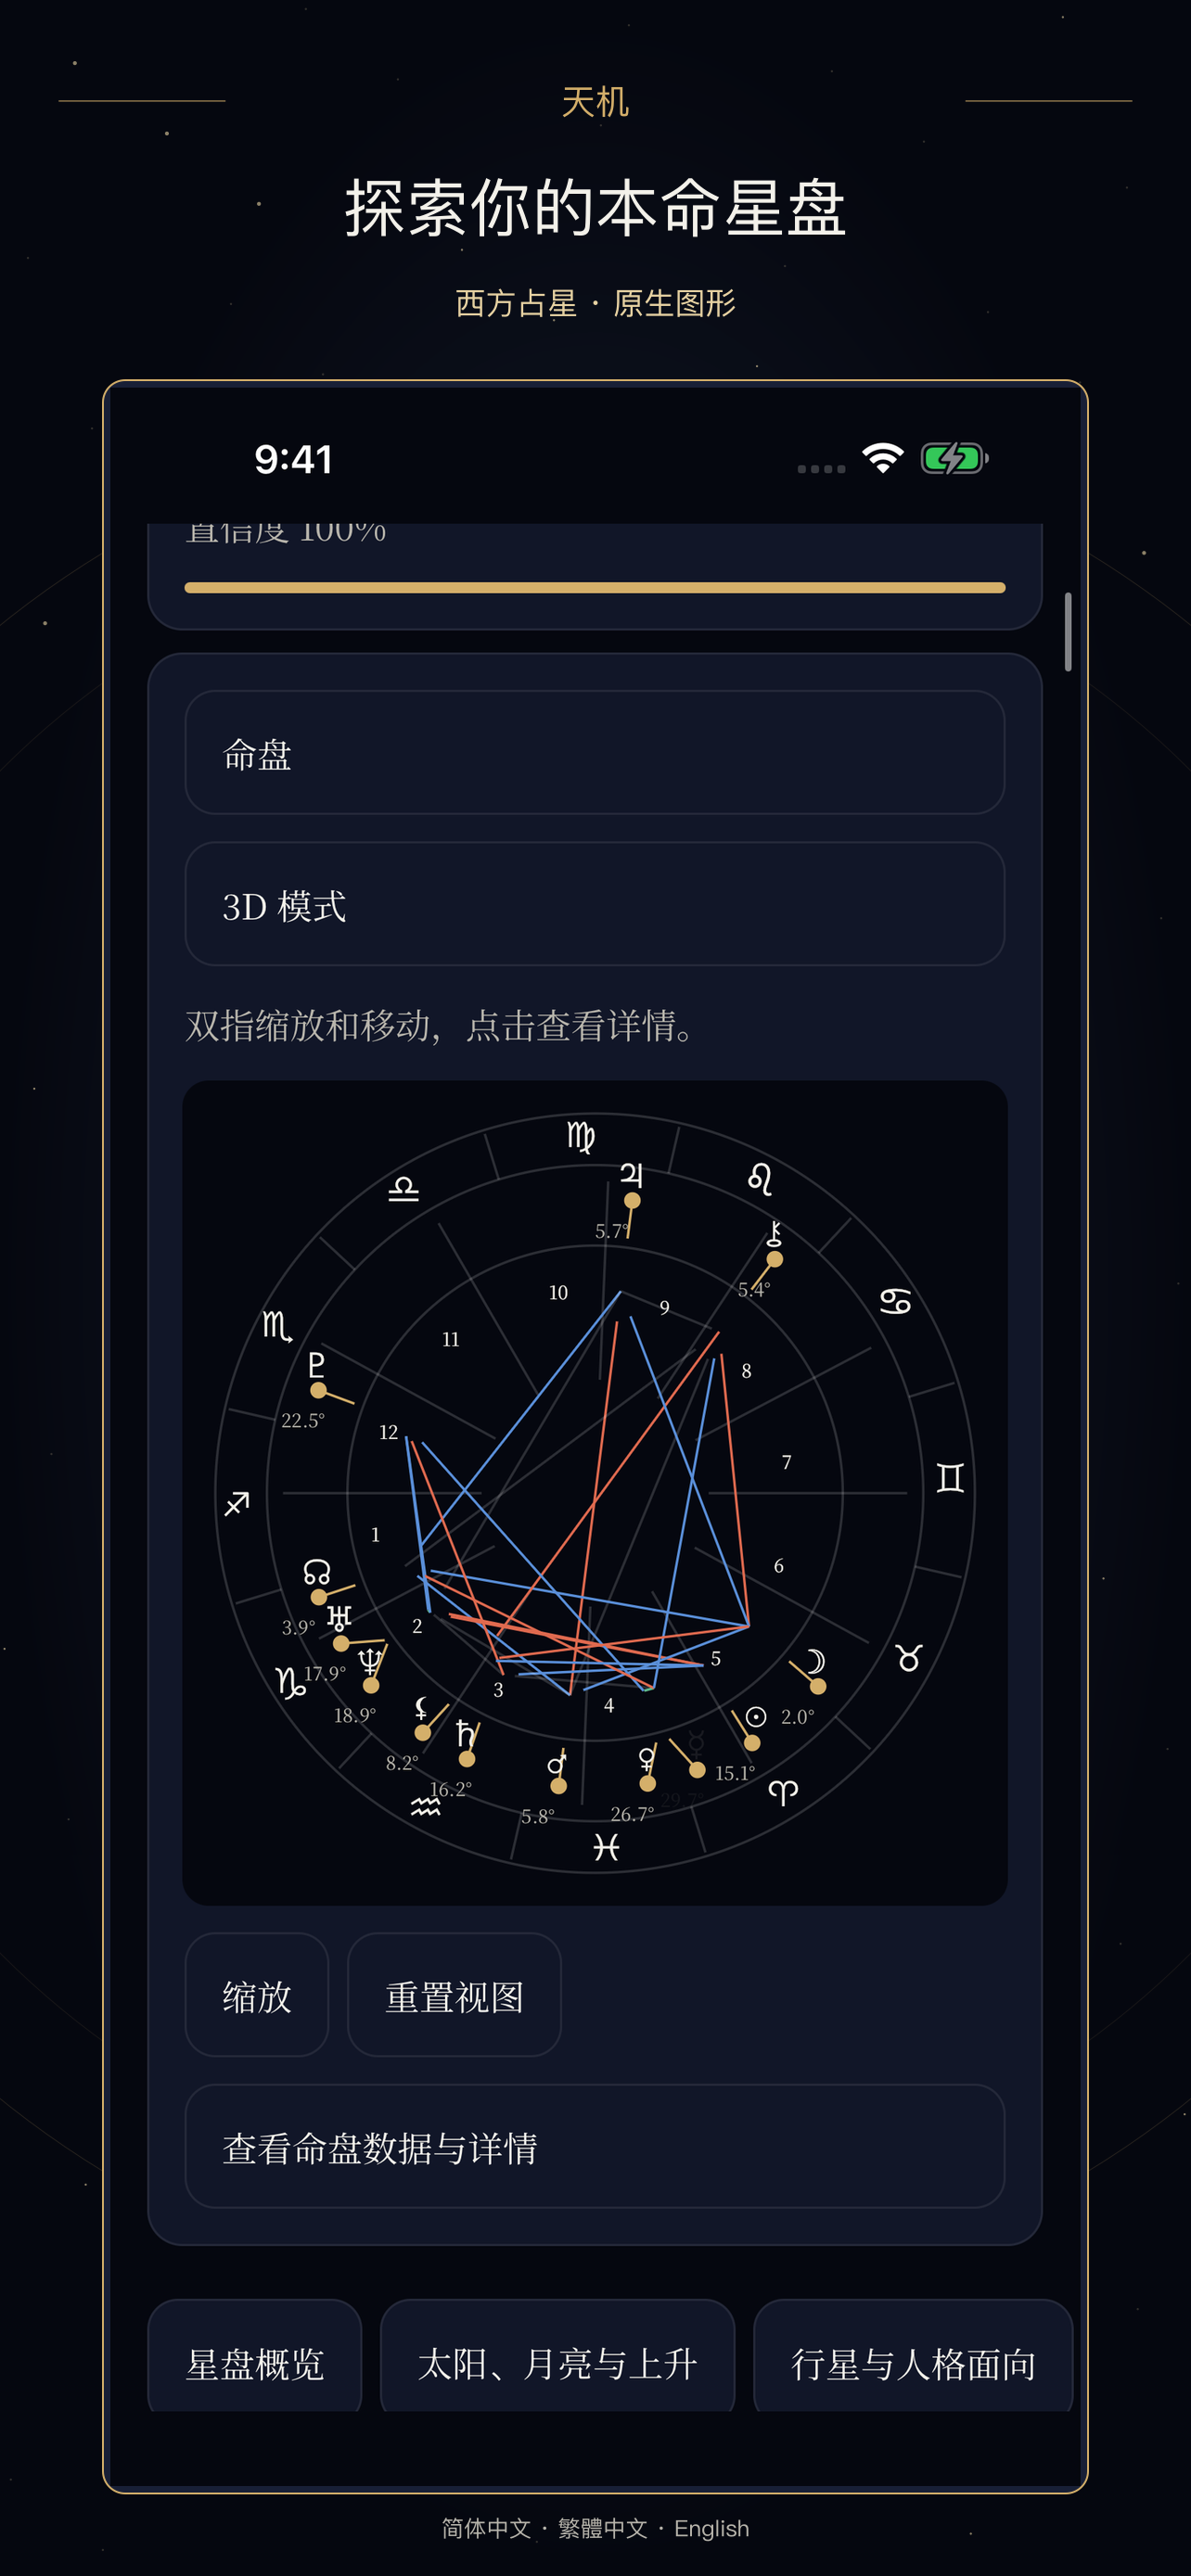 天机
探索你的本命星盘
西方占星 · 原生图形
9:41
置信度 100%
命盘
3D 模式
双指缩放和移动，点击查看详情。
♍
♎ ♃ ♌
5.7° ⚷
5.4°
10 9
♏ 11 ♋
♇ 8
22.5°
12
7 ♊
♐
1
6
☊
3.9° ♅ 2
♑ 17.9° ♆ 5 ☽ ♉
18.9° 3 4
⚸ ☉ 2.0°
8.2° ♄ ♂ ♀ ☿ 15.1°
16.2° 5.8° 26.7° 29.7° ♈
♒
♓
缩放 重置视图
查看命盘数据与详情
星盘概览 太阳、月亮与上升 行星与人格面向
简体中文 · 繁體中文 · English